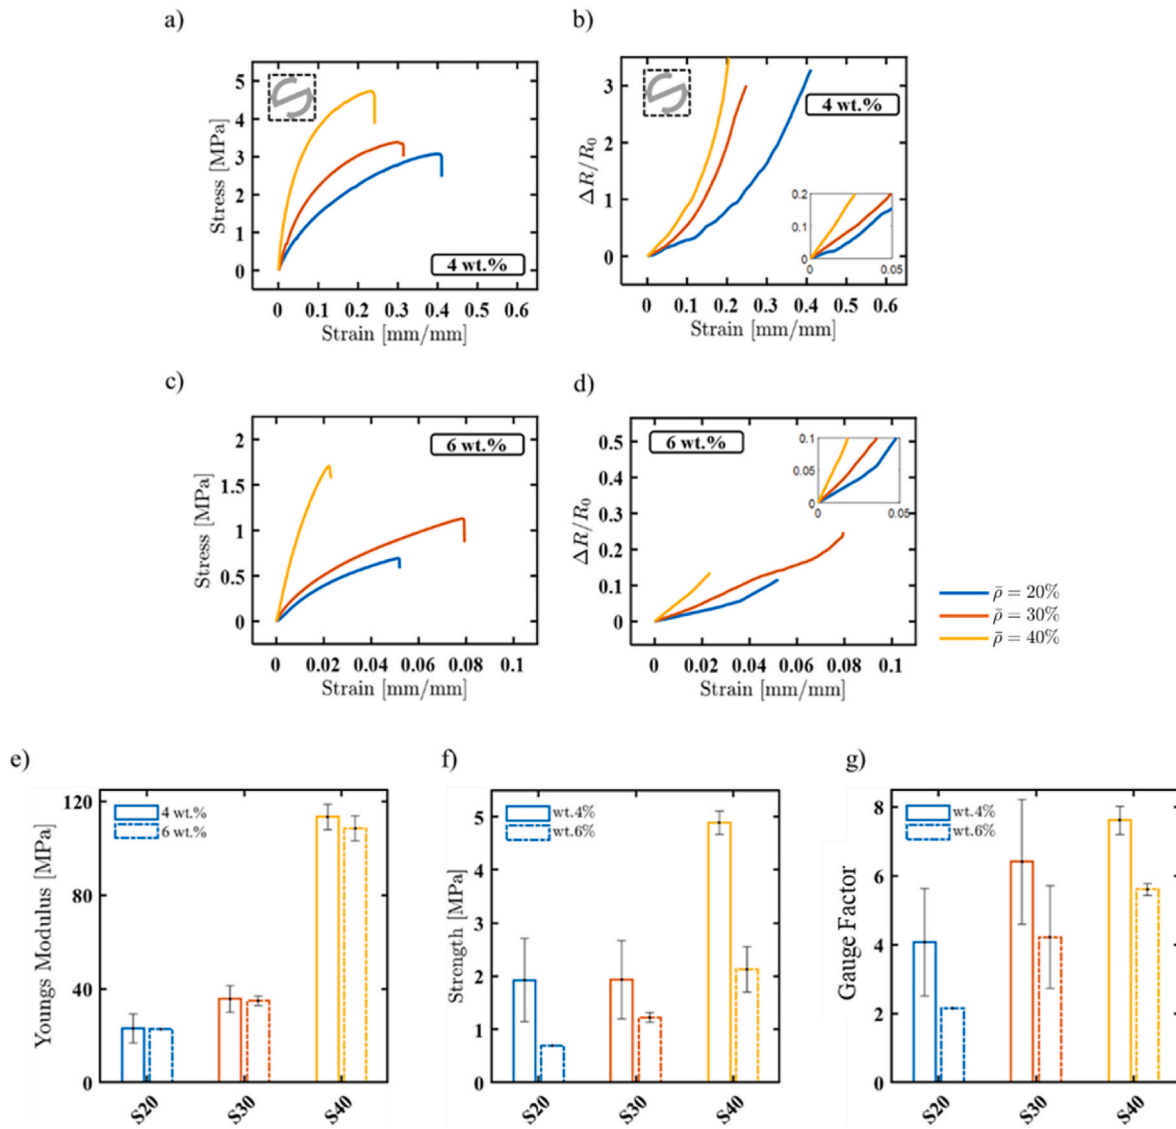 a)
5
4
3
2
1
0
Stress [MPa]
4 wt.%
0 0.1 0.2 0.3 0.4 0.5 0.6
Strain [mm/mm]
b)
3
2
1
0
ΔR/R₀
4 wt.%
0.2
0.1
0
0 0.05
0 0.1 0.2 0.3 0.4 0.5 0.6
Strain [mm/mm]
c)
2
1.5
1
0.5
0
Stress [MPa]
6 wt.%
0 0.02 0.04 0.06 0.08 0.1
Strain [mm/mm]
d)
0.5
0.4
0.3
0.2
0.1
0
ΔR/R₀
6 wt.%
0.1
0.05
0
0 0.05
0 0.02 0.04 0.06 0.08 0.1
Strain [mm/mm]
ρ̄ = 20%
ρ̄ = 30%
ρ̄ = 40%
e)
120
80
40
0
Youngs Modulus [MPa]
4 wt.%
6 wt.%
S20 S30 S40
f)
5
4
3
2
1
0
Strength [MPa]
wt.4%
wt.6%
S20 S30 S40
g)
8
6
4
2
0
Gauge Factor
wt.4%
wt.6%
S20 S30 S40